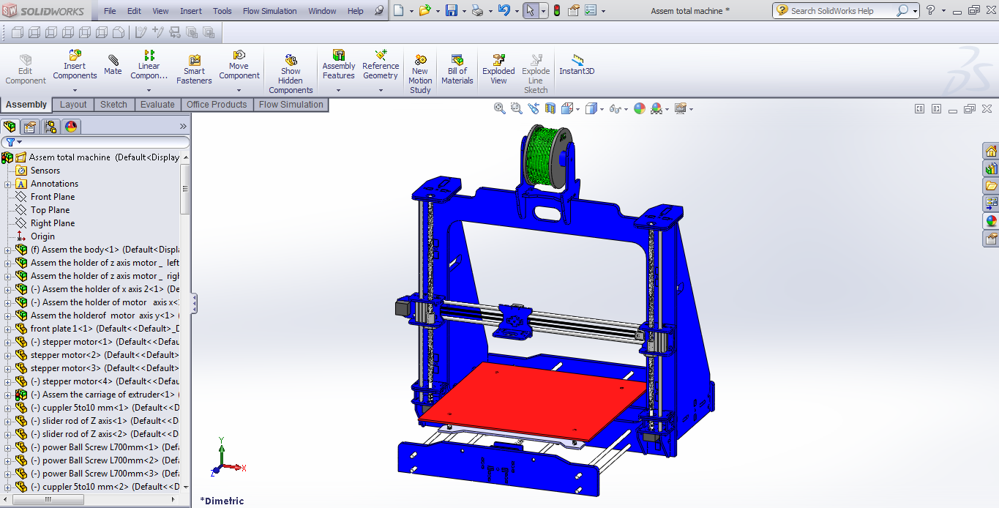 SOLIDWORKS File Edit View Insert Tools Flow Simulation Window Help Assem total machine * Search SolidWorks Help
Edit Component
Insert Components
Mate
Linear Compon...
Smart Fasteners
Move Component
Show Hidden Components
Assembly Features
Reference Geometry
New Motion Study
Bill of Materials
Exploded View
Explode Line Sketch
Instant3D
Assembly Layout Sketch Evaluate Office Products Flow Simulation
Assem total machine (Default<Display
Sensors
Annotations
Front Plane
Top Plane
Right Plane
Origin
(f) Assem the body<1> (Default<Displa
Assem the holder of z axis motor _ left
Assem the holder of z axis motor _ righ
(-) Assem the holder of x axis 2<1> (De
(-) Assem the holder of motor axis x<1
Assem the holderof motor axis y<1> (
front plate 1<1> (Default<<Default>_D
(-) stepper motor<1> (Default<<Defau
stepper motor<2> (Default<<Default>
stepper motor<3> (Default<<Default>
(-) stepper motor<4> (Default<<Defau
(-) Assem the carriage of extruder<1> (
(-) cuppler 5to10 mm<1> (Default<<D
(-) slider rod of Z axis<1> (Default<<D
(-) slider rod of Z axis<2> (Default<<D
(-) power Ball Screw L700mm<1> (Defa
(-) power Ball Screw L700mm<2> (Defa
(-) power Ball Screw L700mm<3> (Defa
(-) cuppler 5to10 mm<2> (Default<<D
Y
X
Z
*Dimetric